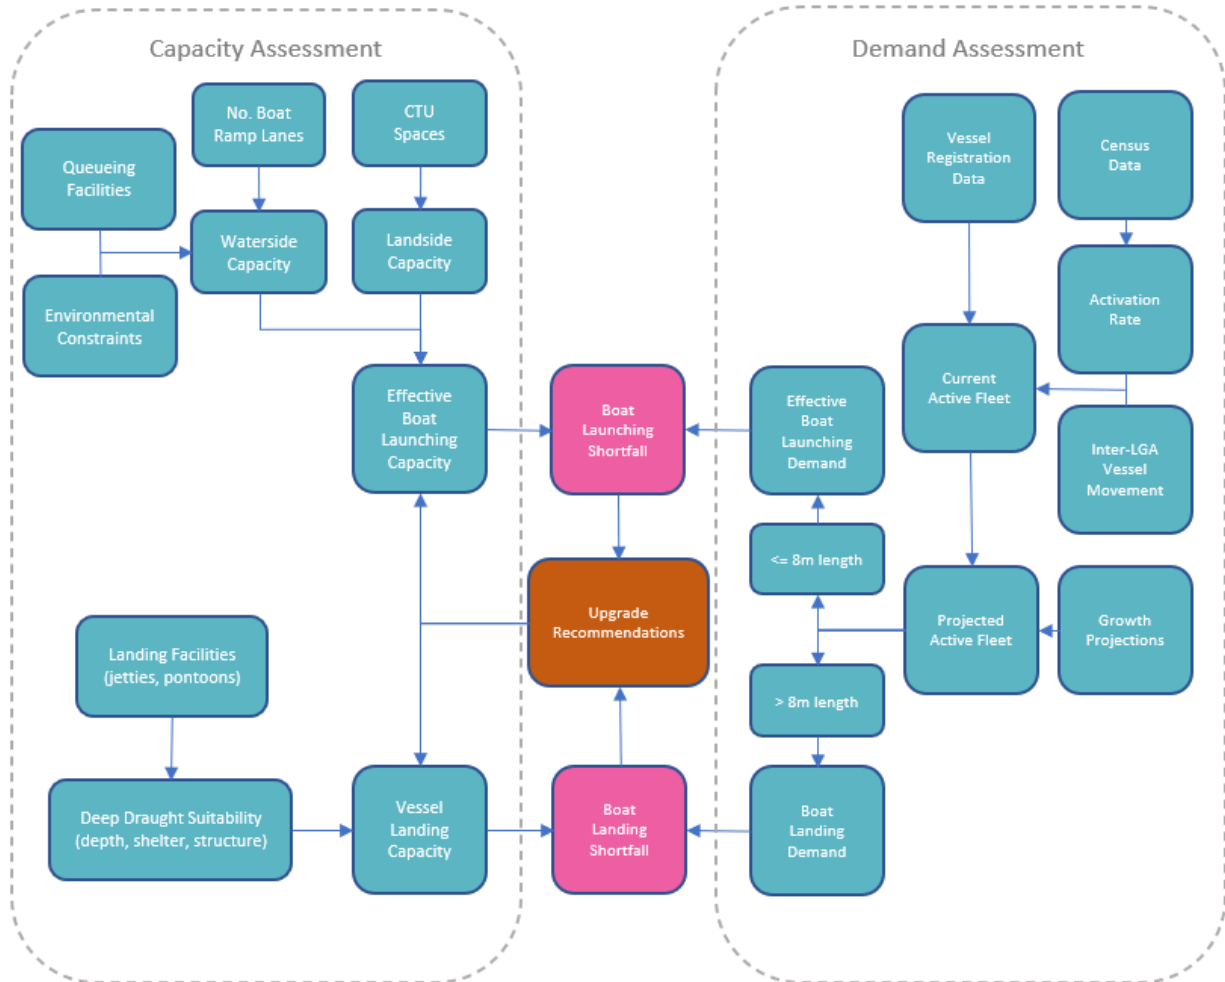 Capacity Assessment
No. Boat
Ramp Lanes
CTU
Spaces
Queueing
Facilities
Waterside
Capacity
Landside
Capacity
Environmental
Constraints
Effective
Boat
Launching
Capacity
Landing Facilities
(jetties, pontoons)
Deep Draught Suitability
(depth, shelter, structure)
Vessel
Landing
Capacity
Boat
Launching
Shortfall
Upgrade
Recommendations
Boat
Landing
Shortfall
Demand Assessment
Vessel
Registration
Data
Census
Data
Activation
Rate
Current
Active Fleet
Inter-LGA
Vessel
Movement
Effective
Boat
Launching
Demand
<= 8m length
Projected
Active Fleet
Growth
Projections
> 8m length
Boat
Landing
Demand